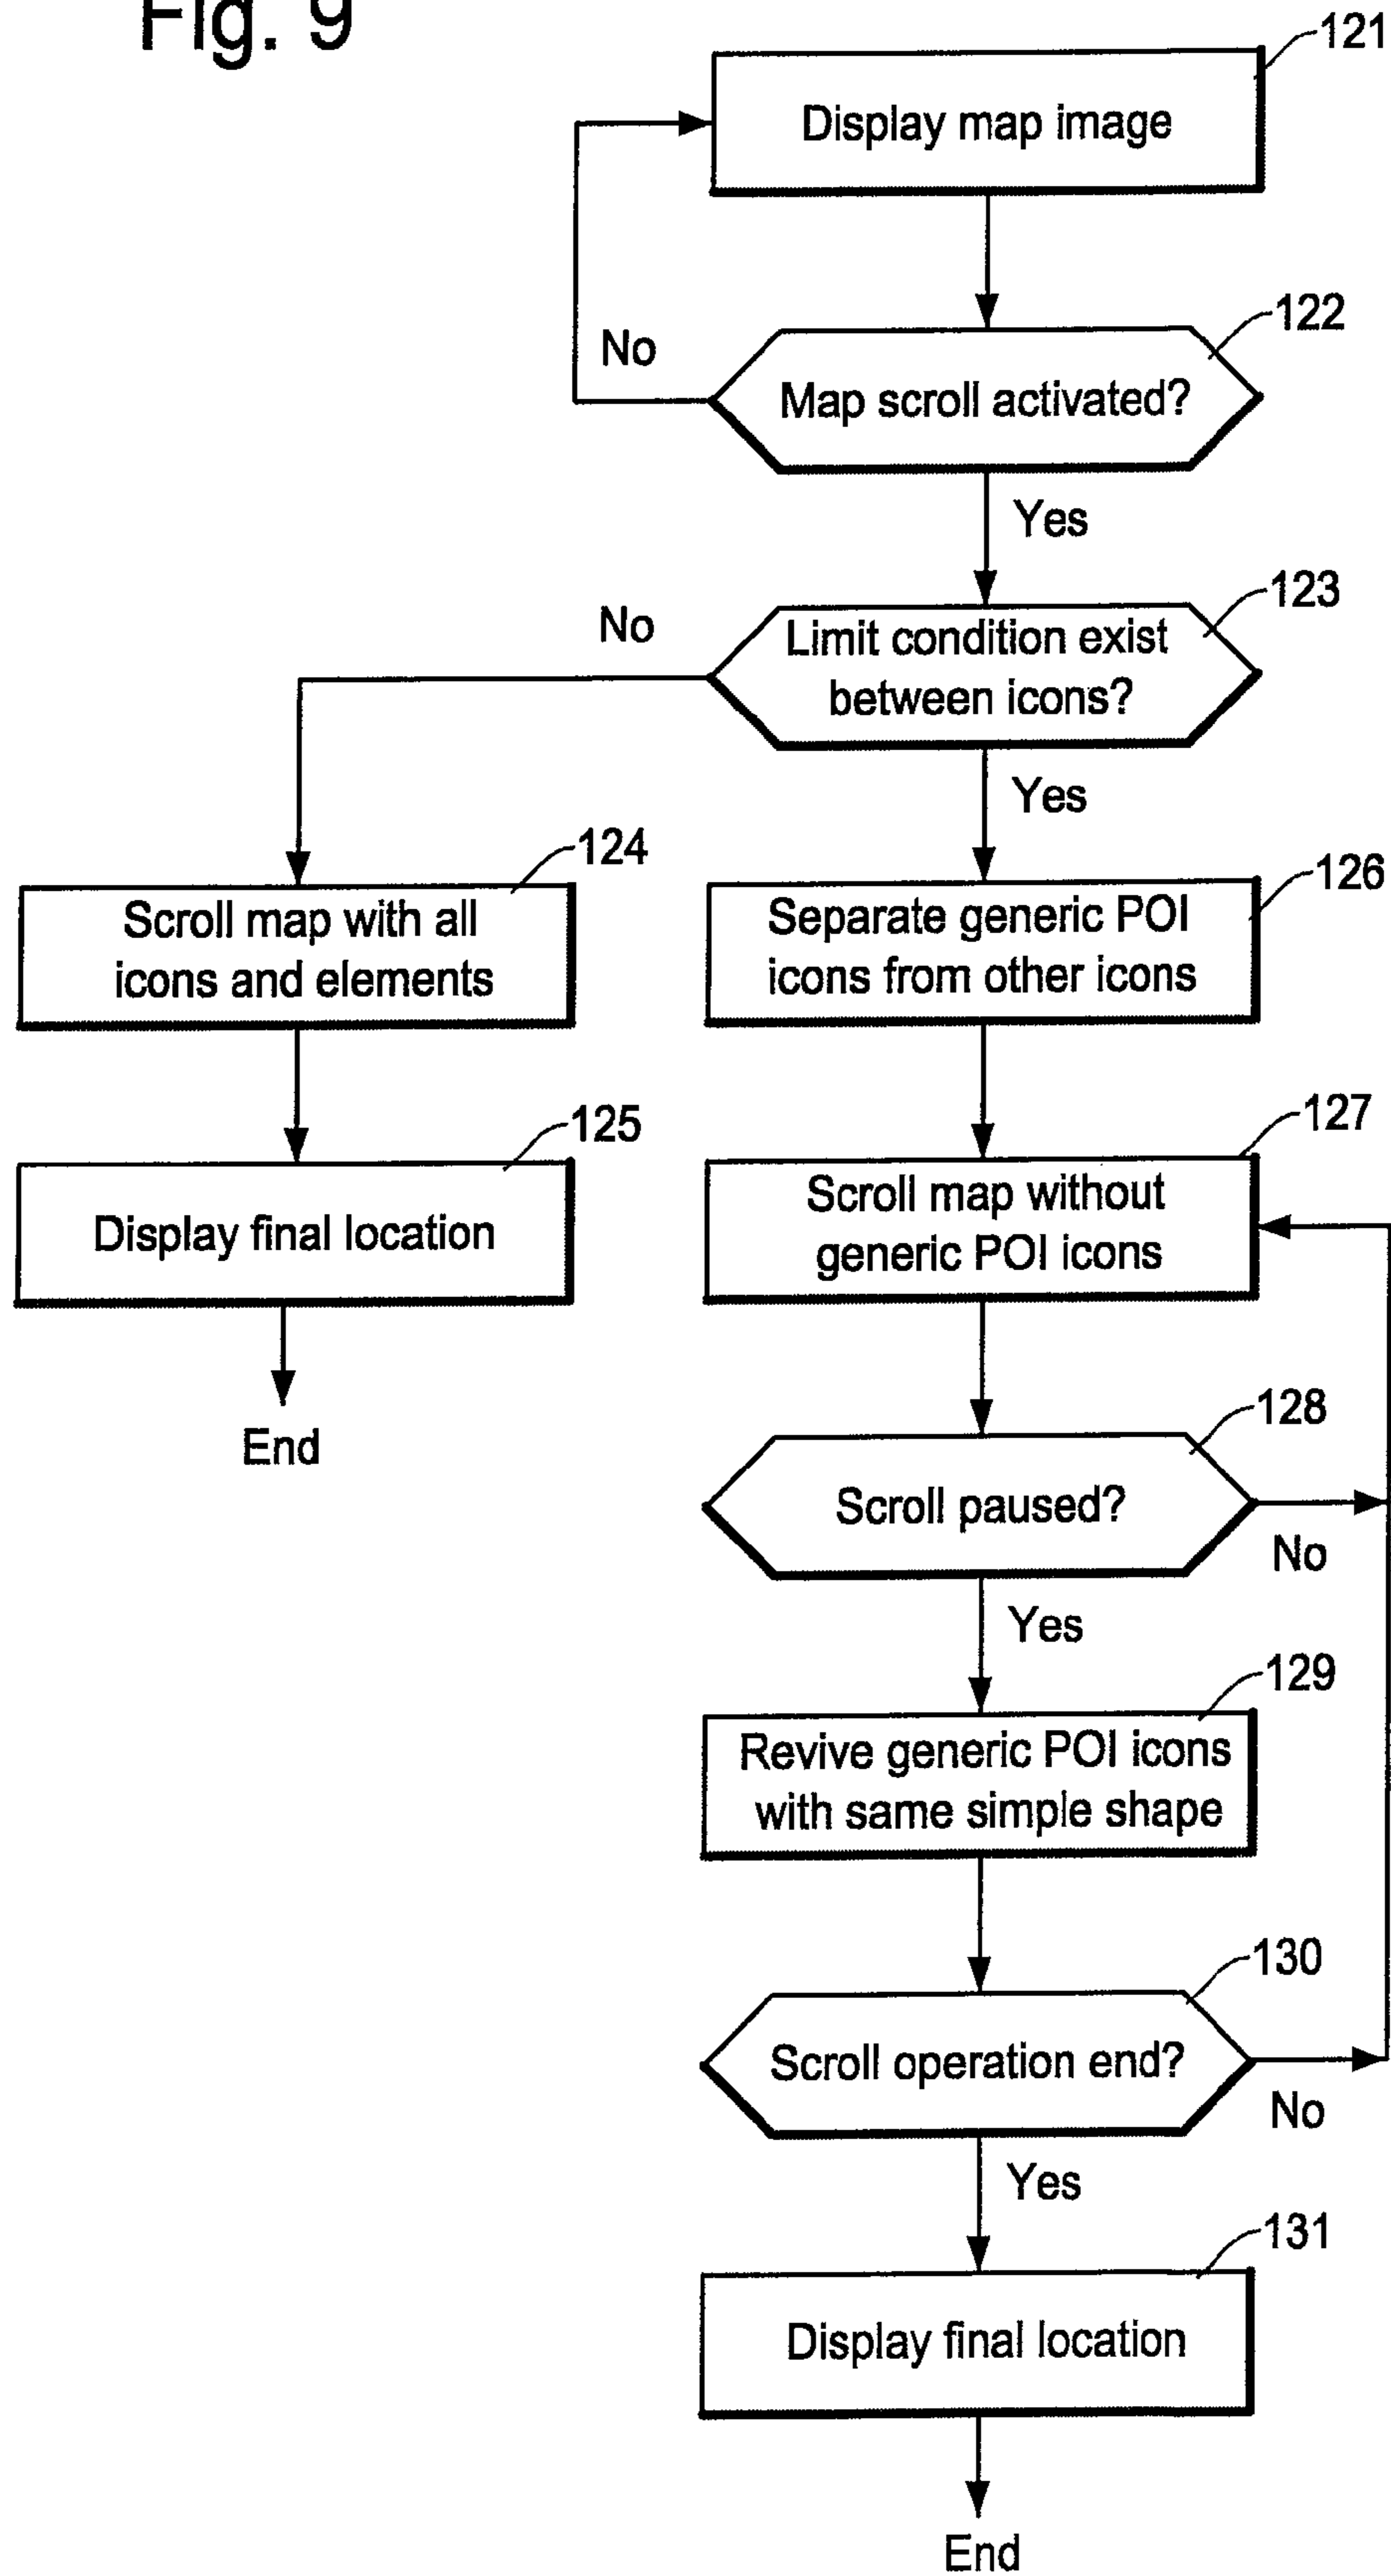 Fig. 9
121
Display map image
122
No
Map scroll activated?
Yes
123
No
Limit condition exist
between icons?
Yes
124
Scroll map with all
icons and elements
126
Separate generic POI
icons from other icons
125
Display final location
End
127
Scroll map without
generic POI icons
128
Scroll paused?
No
Yes
129
Revive generic POI icons
with same simple shape
130
Scroll operation end?
No
Yes
131
Display final location
End